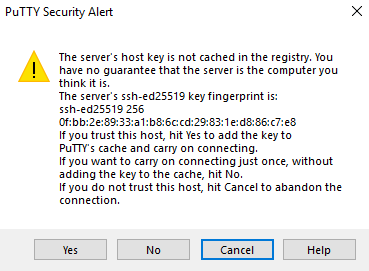 PuTTY Security Alert
The server's host key is not cached in the registry. You
have no guarantee that the server is the computer you
think it is.
The server's ssh-ed25519 key fingerprint is:
ssh-ed25519 256
0f:bb:2e:89:33:a1:b8:6c:cd:29:83:1e:d8:86:c7:e8
If you trust this host, hit Yes to add the key to
PuTTY's cache and carry on connecting.
If you want to carry on connecting just once, without
adding the key to the cache, hit No.
If you do not trust this host, hit Cancel to abandon the
connection.
Yes
No
Cancel
Help